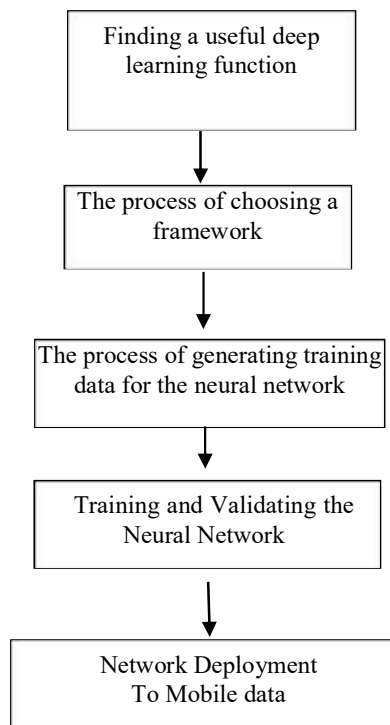 Finding a useful deep
learning function
The process of choosing a
framework
The process of generating training
data for the neural network
Training and Validating the
Neural Network
Network Deployment
To Mobile data